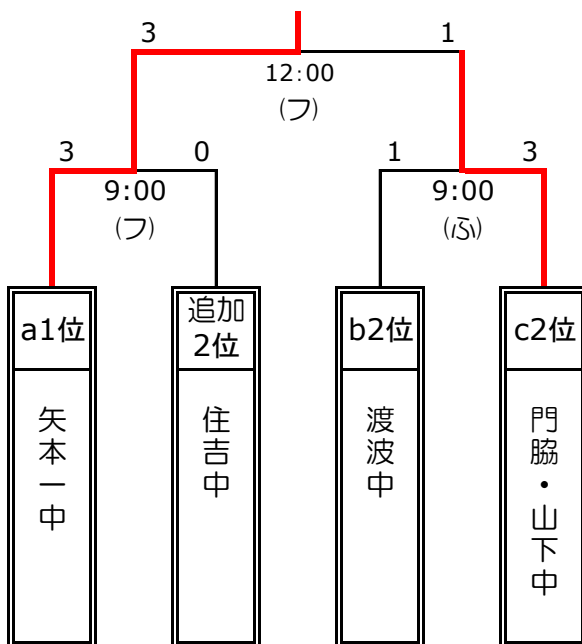 3 1
12:00
(フ)
3 0 1 3
9:00 9:00
(フ) (ふ)
a1位
追加
2位
b2位
c2位
矢本一中
住吉中
渡波中
門脇・山下中